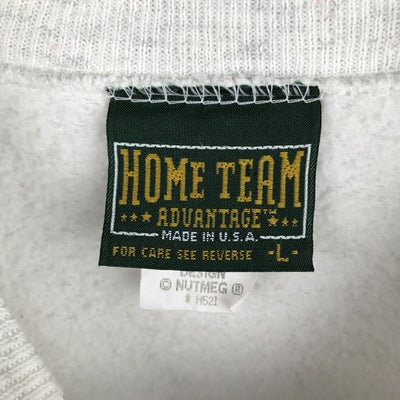 HOME TEAM
★★★ ADVANTAGE™ ★★★
MADE IN U.S.A.
FOR CARE SEE REVERSE -L-
DESIGN
© NUTMEG ®
# H521